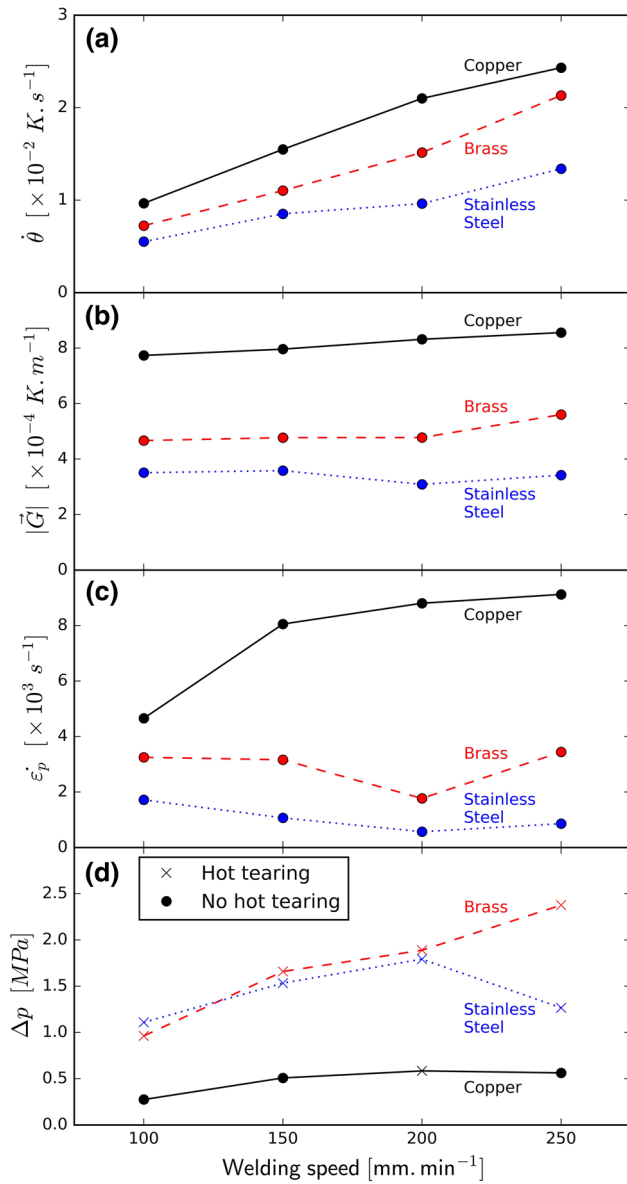 (a)
3
2
1
0
θ̇ [×10⁻² K.s⁻¹]
Copper
Brass
Stainless
Steel
(b)
8
6
4
2
0
|G⃗| [×10⁻⁴ K.m⁻¹]
Copper
Brass
Stainless
Steel
(c)
8
6
4
2
0
ε̇ₚ [×10³ s⁻¹]
Copper
Brass
Stainless
Steel
(d)
× Hot tearing
● No hot tearing
2.5
2.0
1.5
1.0
0.5
0.0
Δp [MPa]
Brass
Stainless
Steel
Copper
100 150 200 250
Welding speed [mm.min⁻¹]